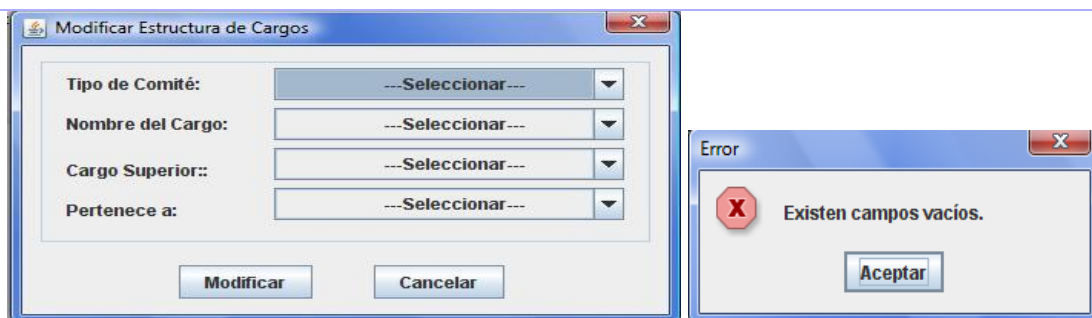 Modificar Estructura de Cargos
Tipo de Comité: ---Seleccionar---
Nombre del Cargo: ---Seleccionar---
Cargo Superior:: ---Seleccionar---
Pertenece a: ---Seleccionar---
Modificar Cancelar
Error
Existen campos vacíos.
Aceptar